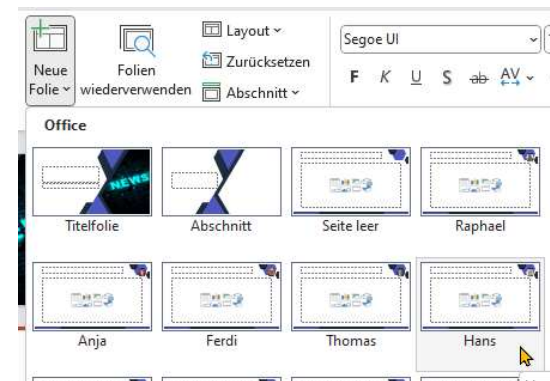 Neue
Folie
Folien
wiederverwenden
Layout
Zurücksetzen
Abschnitt
Segoe UI
F K U S ab AV
Office
NEWS
Titelfolie
Abschnitt
Seite leer
Raphael
Anja
Ferdi
Thomas
Hans